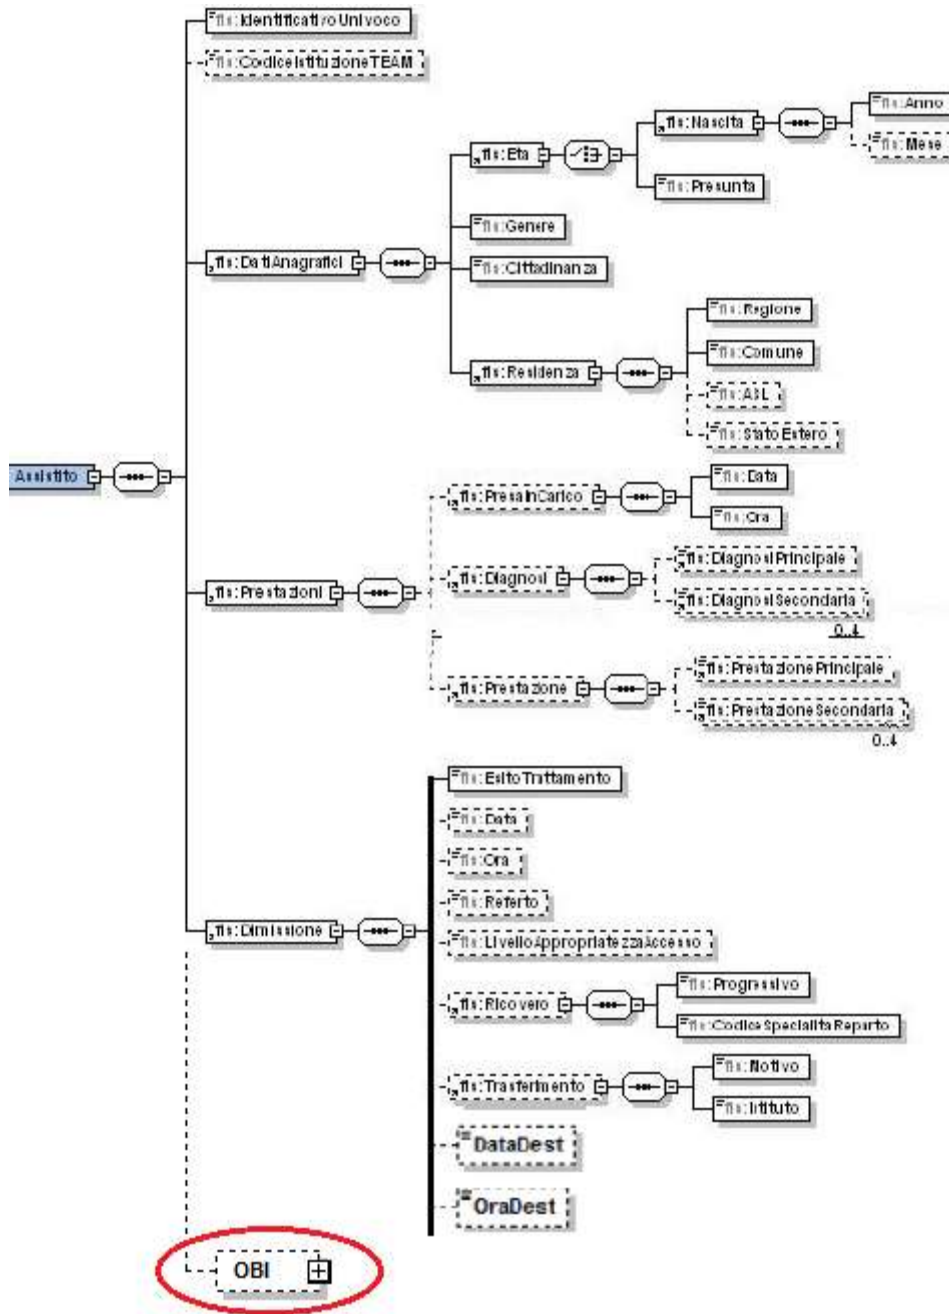 fls:IdentificativoUnivoco
fls:CodiceIstituzioneTEAM
fls:Anno
fls:Nascita
fls:Mese
fls:Eta
fls:Presunta
fls:Genere
fls:DatiAnagrafici
fls:Cittadinanza
fls:Regione
fls:Comune
fls:Residenza
fls:ASL
fls:StatoEstero
Assistito
fls:Data
fls:PresaInCarico
fls:Ora
fls:DiagnosiPrincipale
fls:Diagnosi
fls:Prestazioni
fls:DiagnosiSecondaria
0..4
fls:PrestazionePrincipale
fls:Prestazione
fls:PrestazioneSecondaria
0..4
fls:EsitoTrattamento
fls:Data
fls:Ora
fls:Referto
fls:Dimissione
fls:LivelloAppropriatezzaAccesso
fls:Progressivo
fls:Ricovero
fls:CodiceSpecialitaReparto
fls:Motivo
fls:Trasferimento
fls:Istituto
DataDest
OraDest
OBI